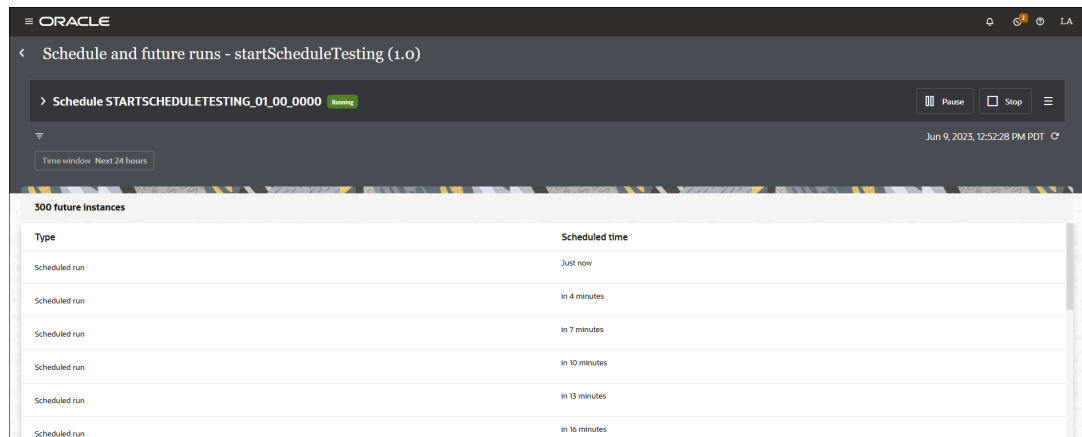 ORACLE
2
LA
Schedule and future runs - startScheduleTesting (1.0)
Schedule STARTSCHEDULETESTING_01_00_0000 Running
Pause
Stop
Jun 9, 2023, 12:52:28 PM PDT
Time window Next 24 hours
300 future instances
Type Scheduled time
Scheduled run Just now
Scheduled run in 4 minutes
Scheduled run in 7 minutes
Scheduled run in 10 minutes
Scheduled run in 13 minutes
Scheduled run in 16 minutes